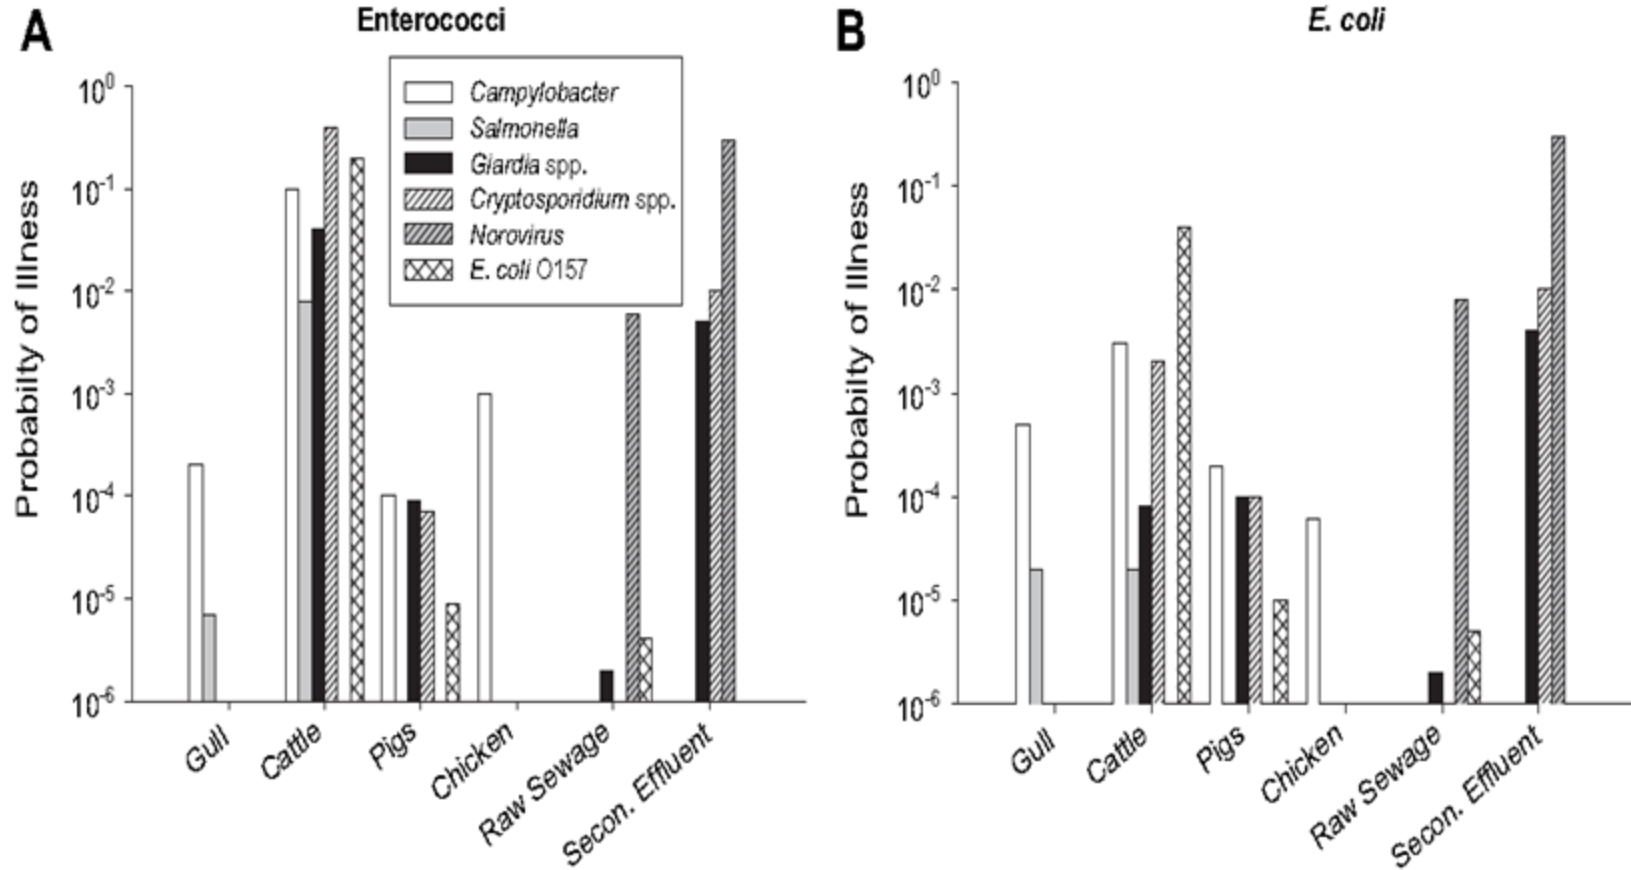 A
Enterococci
10^0
10^-1
10^-2
10^-3
10^-4
10^-5
10^-6
Probabilty of Illness
Campylobacter
Salmonella
Giardia spp.
Cryptosporidium spp.
Norovirus
E. coli O157
Gull
Cattle
Pigs
Chicken
Raw Sewage
Secon. Effluent
B
E. coli
10^0
10^-1
10^-2
10^-3
10^-4
10^-5
10^-6
Probability of Illness
Gull
Cattle
Pigs
Chicken
Raw Sewage
Secon. Effluent